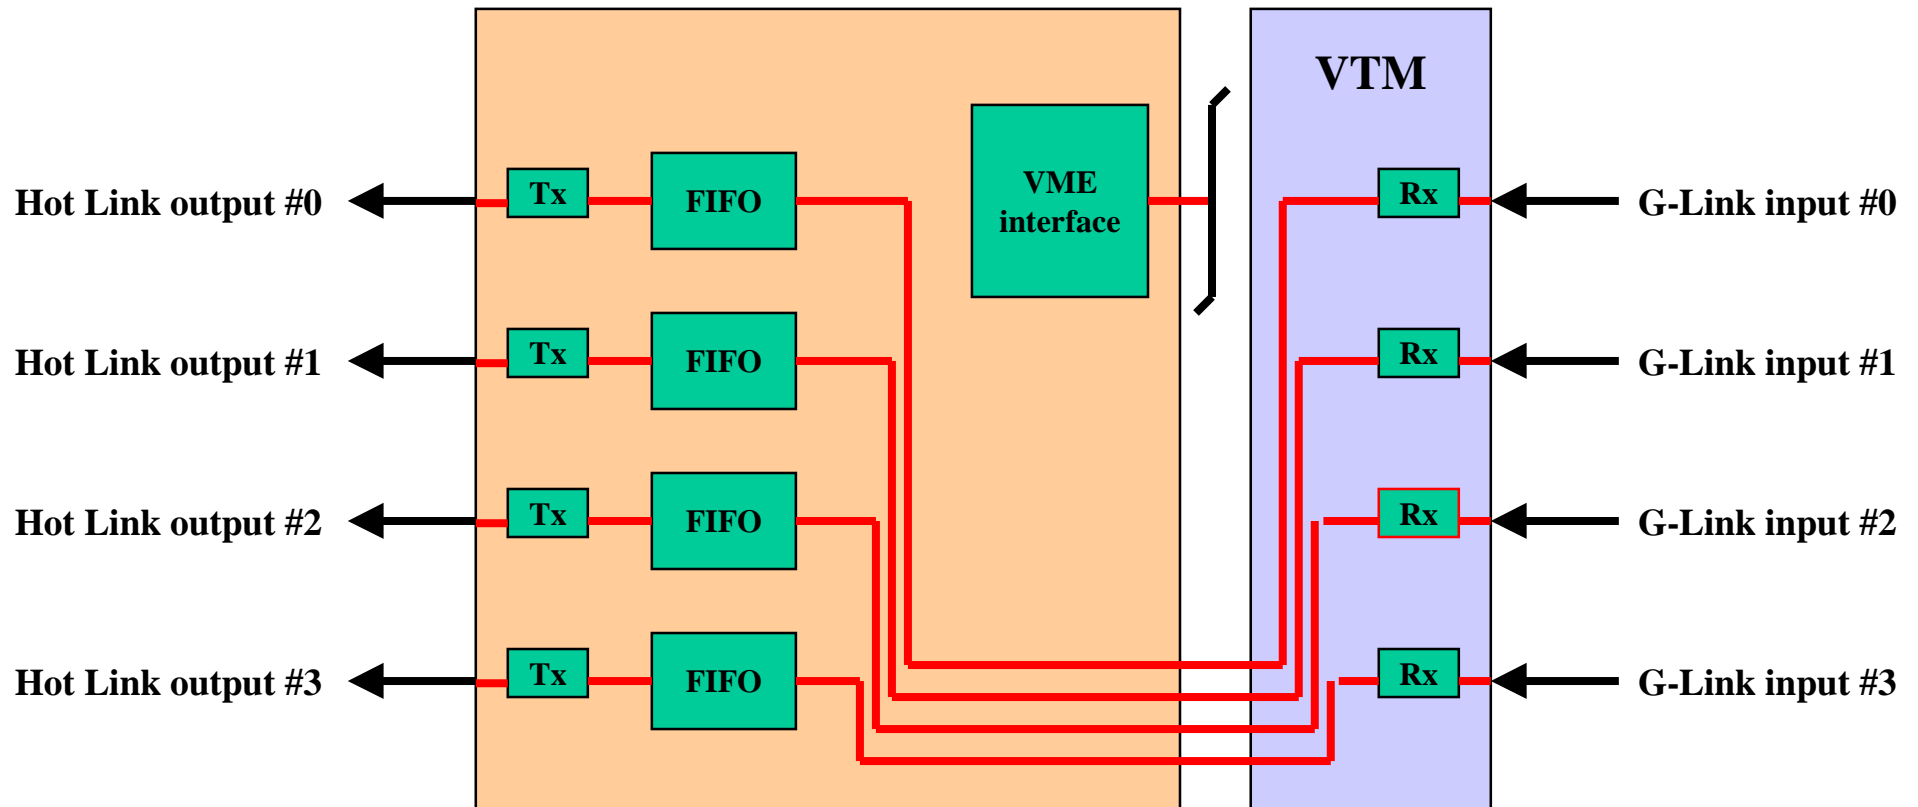 VTM
VME
interface
Hot Link output #0
Tx
FIFO
Rx
G-Link input #0
Hot Link output #1
Tx
FIFO
Rx
G-Link input #1
Hot Link output #2
Tx
FIFO
Rx
G-Link input #2
Hot Link output #3
Tx
FIFO
Rx
G-Link input #3